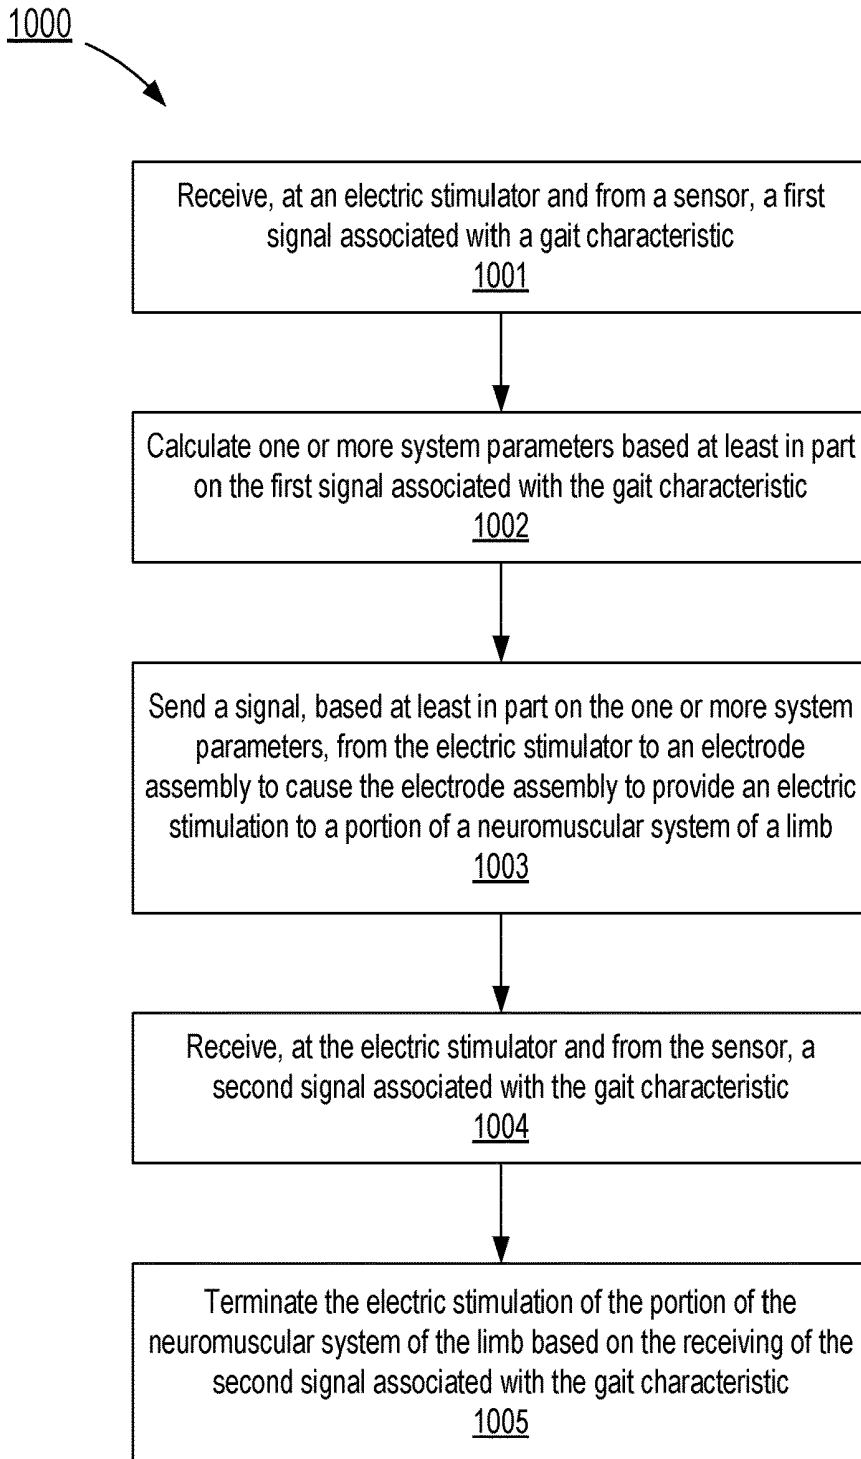 1000
Receive, at an electric stimulator and from a sensor, a first
signal associated with a gait characteristic
1001
Calculate one or more system parameters based at least in part
on the first signal associated with the gait characteristic
1002
Send a signal, based at least in part on the one or more system
parameters, from the electric stimulator to an electrode
assembly to cause the electrode assembly to provide an electric
stimulation to a portion of a neuromuscular system of a limb
1003
Receive, at the electric stimulator and from the sensor, a
second signal associated with the gait characteristic
1004
Terminate the electric stimulation of the portion of the
neuromuscular system of the limb based on the receiving of the
second signal associated with the gait characteristic
1005